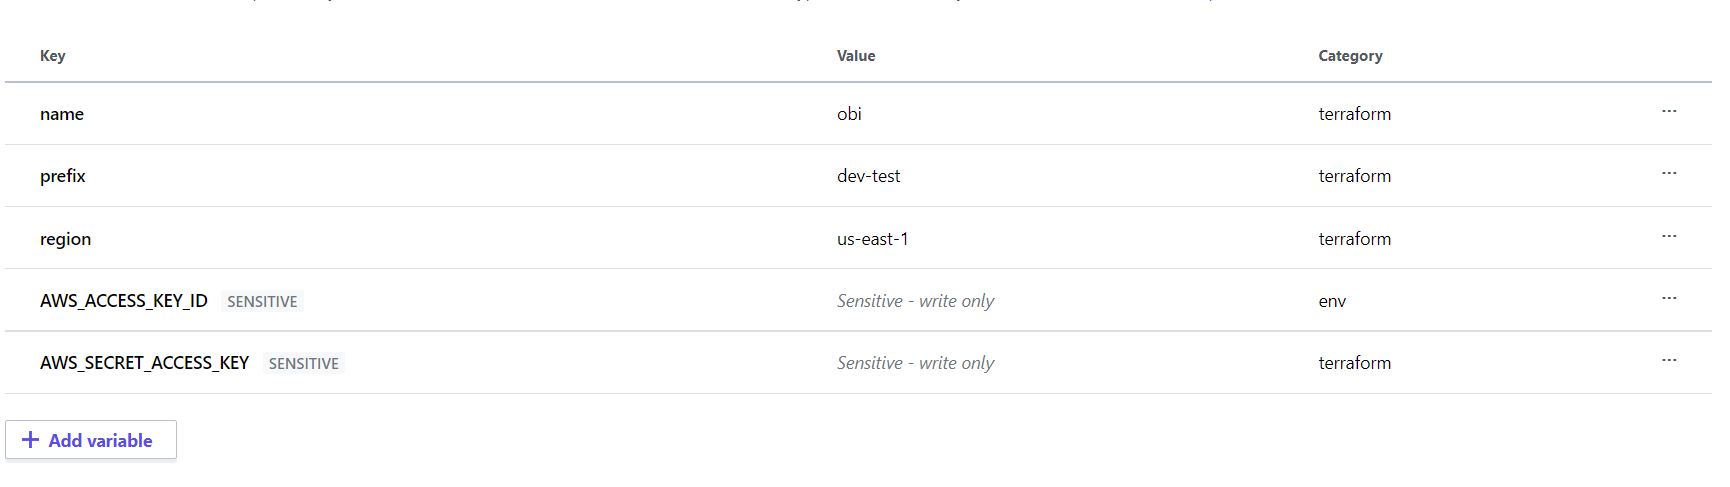 Key Value Category
name obi terraform ...
prefix dev-test terraform ...
region us-east-1 terraform ...
AWS_ACCESS_KEY_ID SENSITIVE Sensitive - write only env ...
AWS_SECRET_ACCESS_KEY SENSITIVE Sensitive - write only terraform ...
+ Add variable